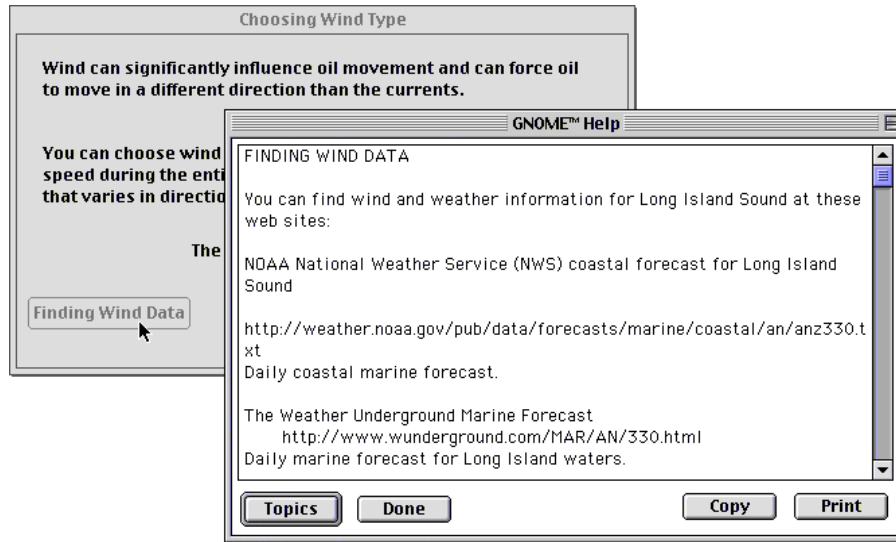 Choosing Wind Type
Wind can significantly influence oil movement and can force oil
to move in a different direction than the currents.
You can choose wind
speed during the enti
that varies in directio
The
Finding Wind Data
GNOME™ Help
FINDING WIND DATA
You can find wind and weather information for Long Island Sound at these
web sites:
NOAA National Weather Service (NWS) coastal forecast for Long Island
Sound
http://weather.noaa.gov/pub/data/forecasts/marine/coastal/an/anz330.t
xt
Daily coastal marine forecast.
The Weather Underground Marine Forecast
http://www.wunderground.com/MAR/AN/330.html
Daily marine forecast for Long Island waters.
Topics
Done
Copy
Print